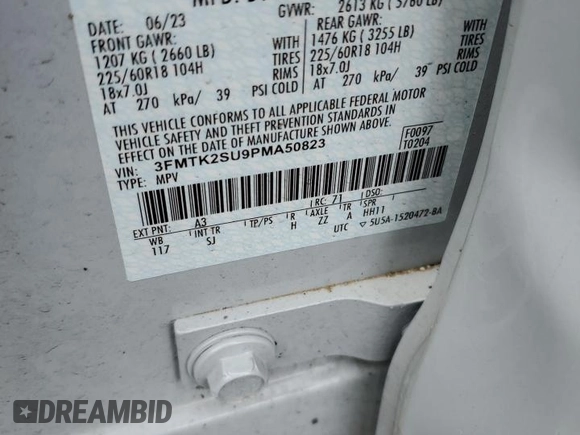 DATE: 06/23
GVWR: 2613 KG ( 5760 LB)
FRONT GAWR:
REAR GAWR:
1207 KG ( 2660 LB) WITH
1476 KG ( 3255 LB) WITH
225/60R18 104H TIRES
225/60R18 104H TIRES
18x7.0J RIMS
18x7.0J RIMS
AT 270 kPa/ 39 PSI COLD
AT 270 kPa/ 39 PSI COLD
THIS VEHICLE CONFORMS TO ALL APPLICABLE FEDERAL MOTOR
VEHICLE SAFETY AND THEFT PREVENTION STANDARDS IN
EFFECT ON THE DATE OF MANUFACTURE SHOWN ABOVE.
VIN: 3FMTK2SU9PMA50823
TYPE: MPV
F0097
T0204
EXT PNT: A3 RC: 71 DSO:
WB INT TR TP/PS R AXLE TR SPR
117 SJ H ZZ A HH11
UTC ▽ 5U5A-1520472-BA
DREAMBID